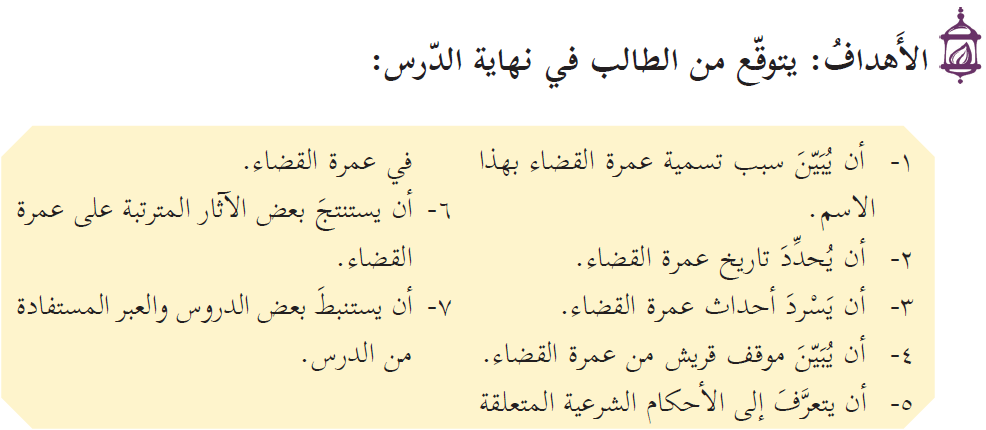 الأَهدافُ: يتوقّع من الطالب في نهاية الدّرس:
١- أن يُبَيّنَ سبب تسمية عمرة القضاء بهذا
الاسم.
٢- أن يُحدِّدَ تاريخ عمرة القضاء.
٣- أن يَسْردَ أحداث عمرة القضاء.
٤- أن يُبَيّنَ موقف قريش من عمرة القضاء.
٥- أن يتعرَّفَ إلى الأحكام الشرعية المتعلقة
في عمرة القضاء.
٦- أن يستنتجَ بعض الآثار المترتبة على عمرة
القضاء.
٧- أن يستنبطَ بعض الدروس والعبر المستفادة
من الدرس.